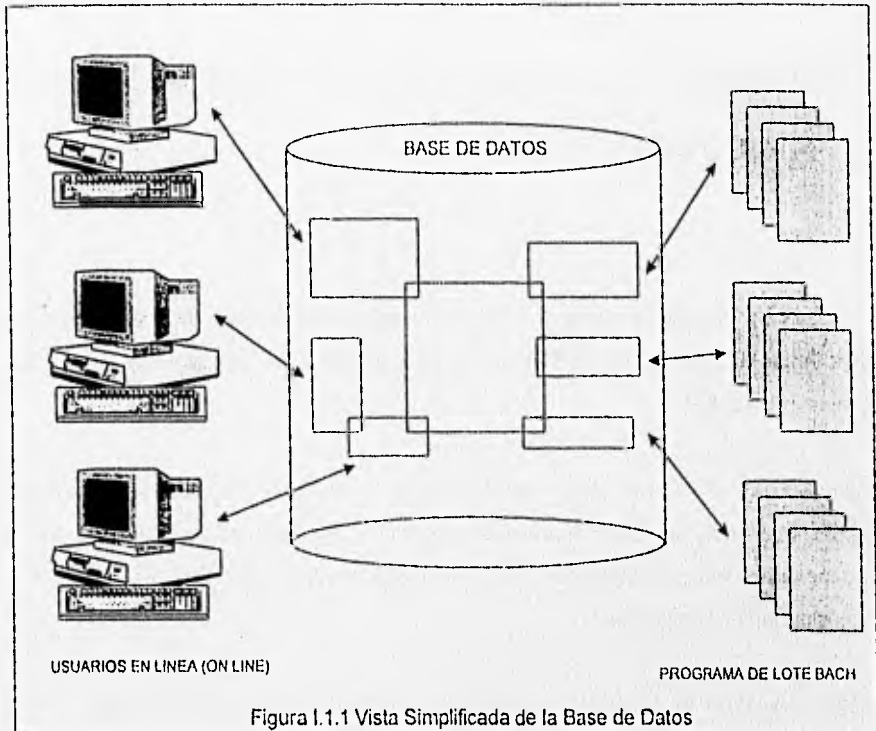 BASE DE DATOS
USUARIOS EN LINEA (ON LINE)
PROGRAMA DE LOTE BACH
Figura I.1.1 Vista Simplificada de la Base de Datos